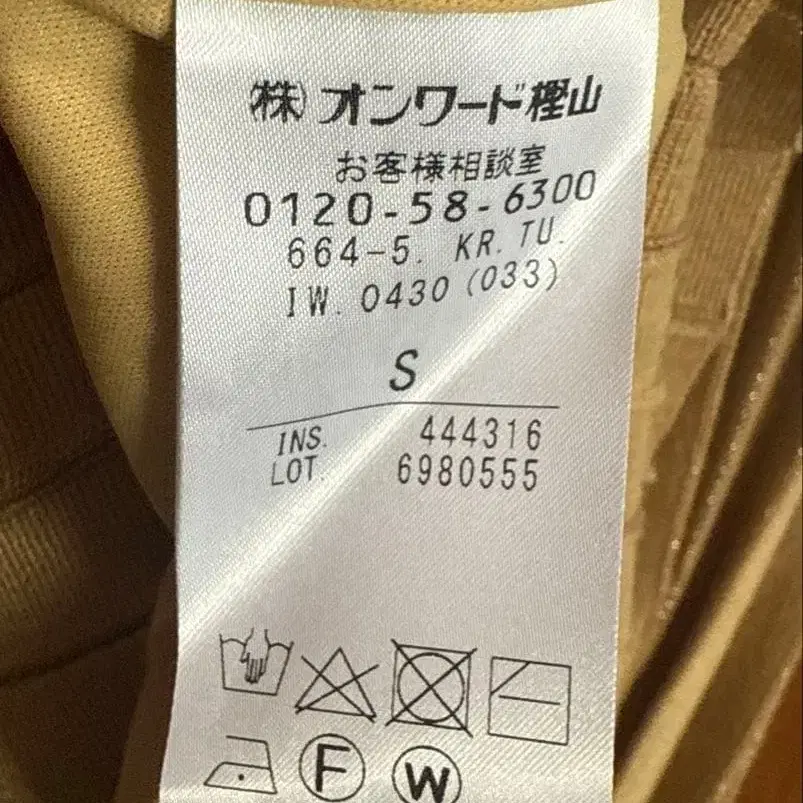 (株)オンワード樫山
お客様相談室
0120-58-6300
664-5. KR. TU.
IW. 0430 (033)
S
INS. 444316
LOT. 6980555
F W